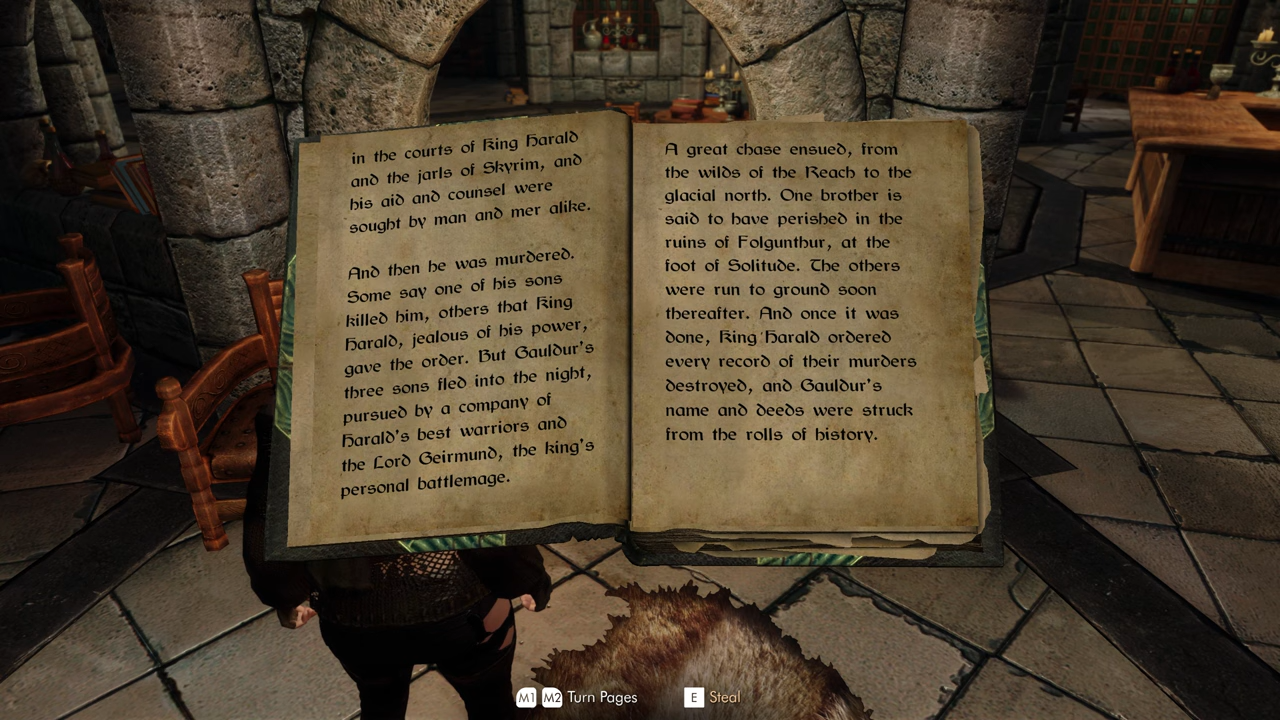 in the courts of King Harald
and the jarls of Skyrim, and
his aid and counsel were
sought by man and mer alike.
And then he was murdered.
Some say one of his sons
killed him, others that King
Harald, jealous of his power,
gave the order. But Gauldur's
three sons fled into the night,
pursued by a company of
Harald's best warriors and
the Lord Geirmund, the king's
personal battlemage.
A great chase ensued, from
the wilds of the Reach to the
glacial north. One brother is
said to have perished in the
ruins of Folgunthur, at the
foot of Solitude. The others
were run to ground soon
thereafter. And once it was
done, King Harald ordered
every record of their murders
destroyed, and Gauldur's
name and deeds were struck
from the rolls of history.
M1 M2 Turn Pages
E Steal